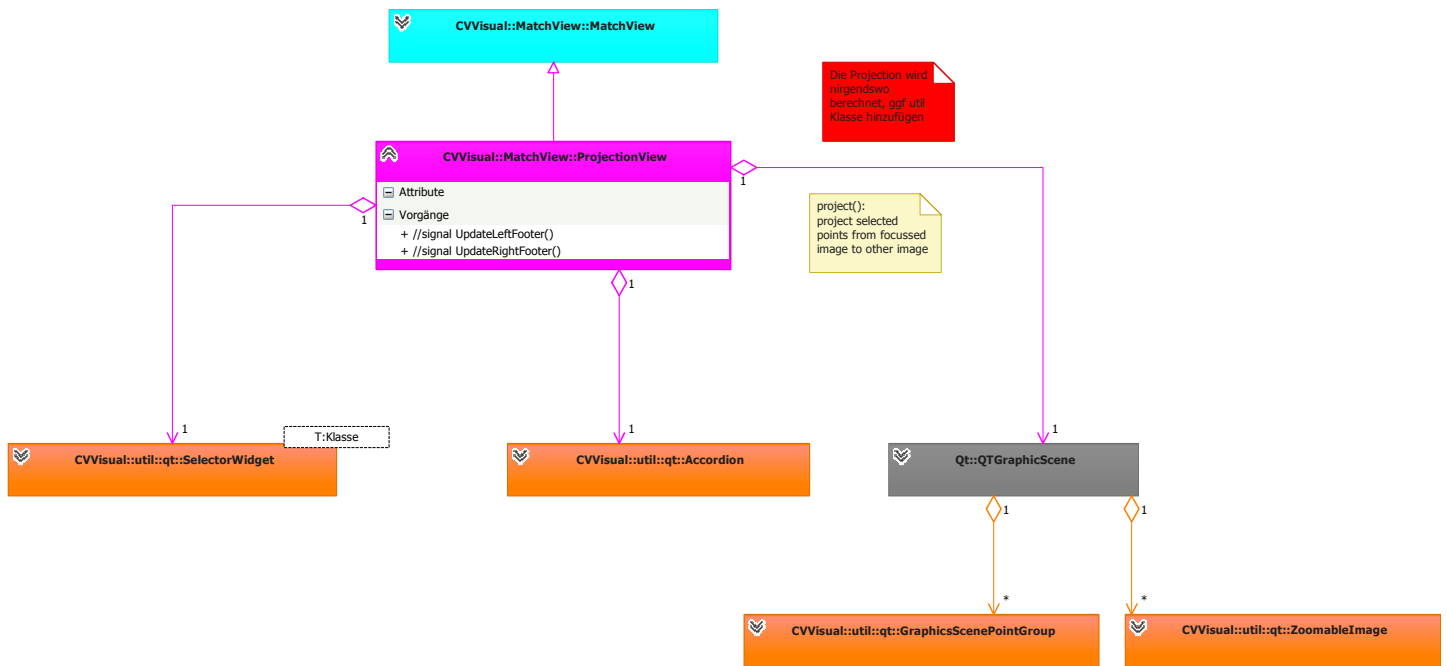 CVVisual::MatchView::MatchView
Die Projection wird
nirgendswo
berechnet, ggf util
Klasse hinzufügen
CVVisual::MatchView::ProjectionView
1
1
Attribute
Vorgänge
+ //signal UpdateLeftFooter()
+ //signal UpdateRightFooter()
project():
project selected
points from focussed
image to other image
1
1
1
1
T:Klasse
CVVisual::util::qt::SelectorWidget
CVVisual::util::qt::Accordion
Qt::QTGraphicScene
1
1
*
*
CVVisual::util::qt::GraphicsScenePointGroup
CVVisual::util::qt::ZoomableImage